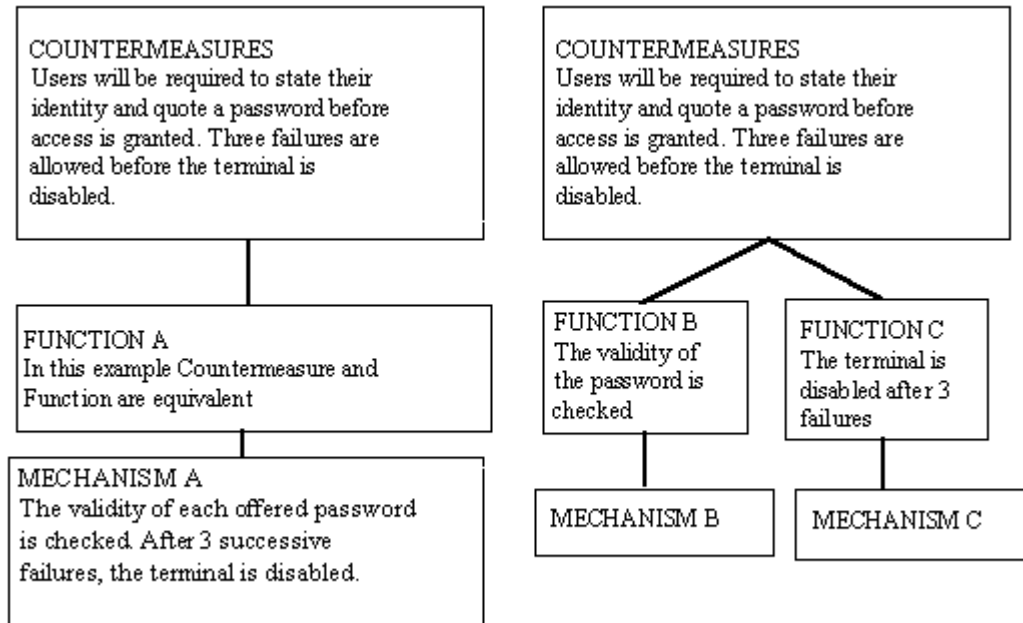 COUNTERMEASURES
Users will be required to state their
identity and quote a password before
access is granted. Three failures are
allowed before the terminal is
disabled.
FUNCTION A
In this example Countermeasure and
Function are equivalent
MECHANISM A
The validity of each offered password
is checked. After 3 successive
failures, the terminal is disabled.
COUNTERMEASURES
Users will be required to state their
identity and quote a password before
access is granted. Three failures are
allowed before the terminal is
disabled.
FUNCTION B
The validity of
the password is
checked
FUNCTION C
The terminal is
disabled after 3
failures
MECHANISM B
MECHANISM C